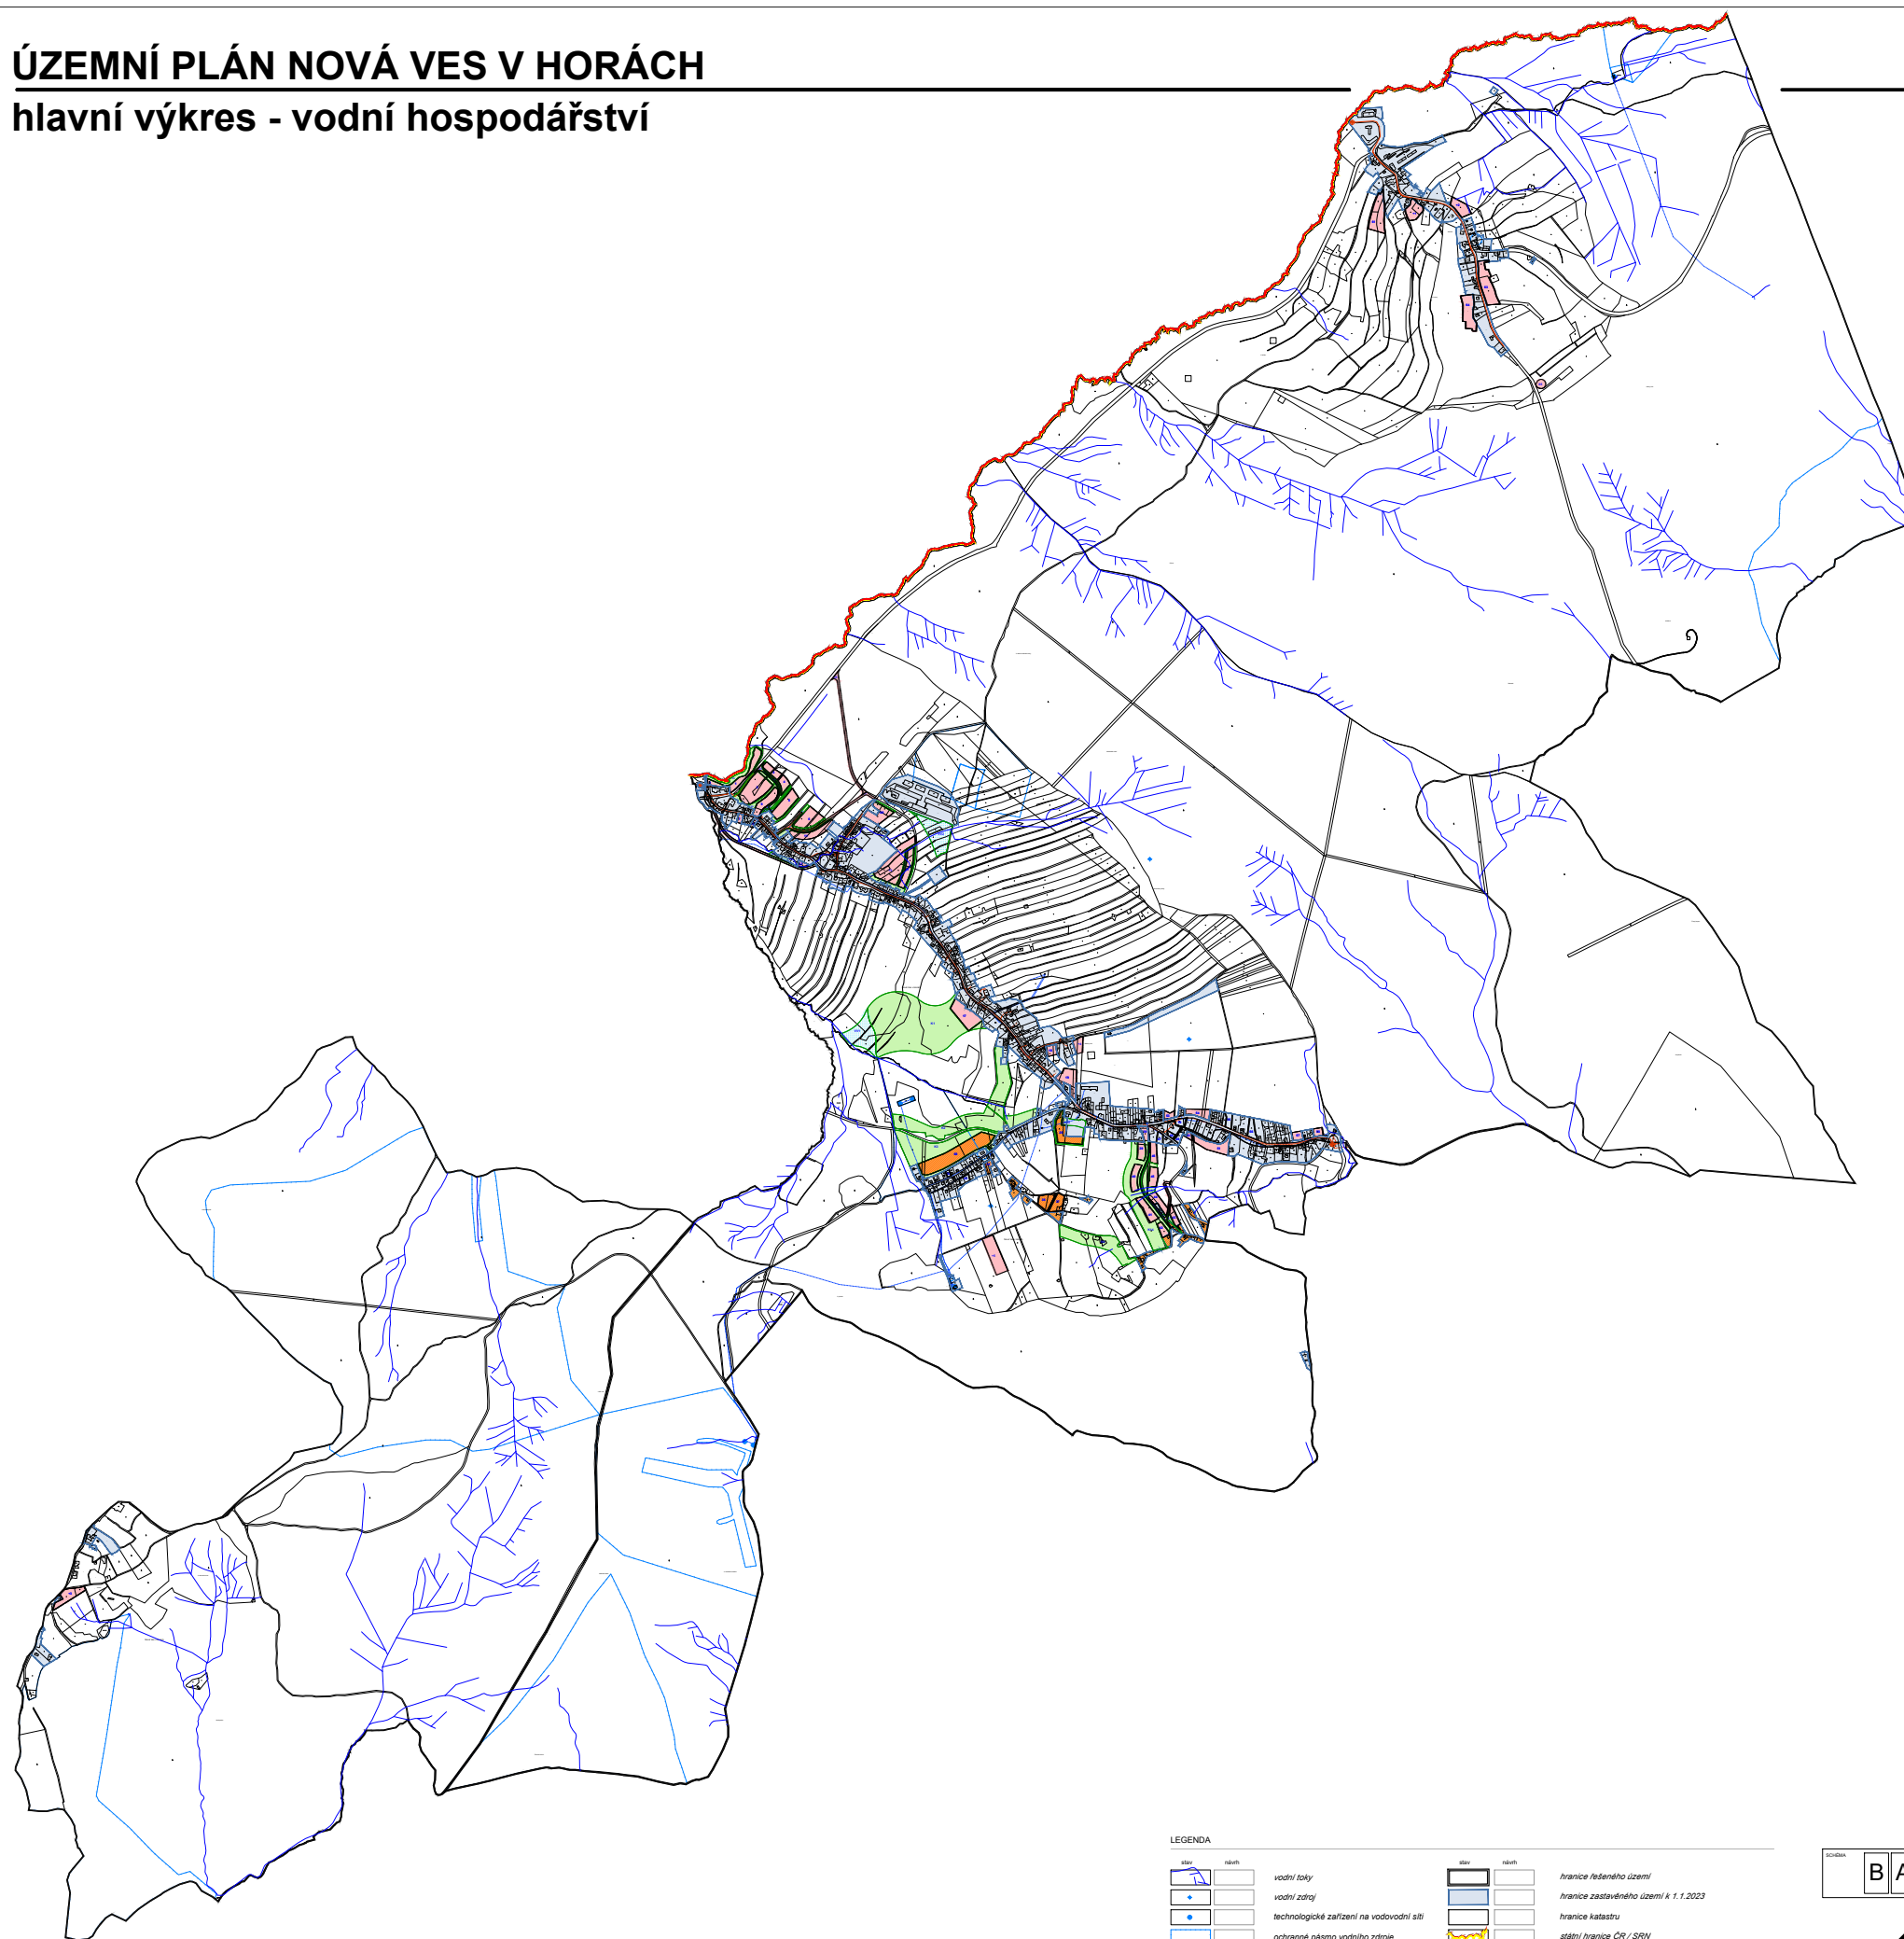 ÚZEMNÍ PLÁN NOVÁ VES V HORÁCH
hlavní výkres - vodní hospodářství
LEGENDA
stav návrh
vodní toky
vodní zdroj
technologické zařízení na vodovodní síti
ochranné pásmo vodního zdroje
stav návrh
hranice řešeného území
hranice zastavěného území k 1.1.2023
hranice katastru
státní hranice ČR / SRN
SCHÉMA
B A